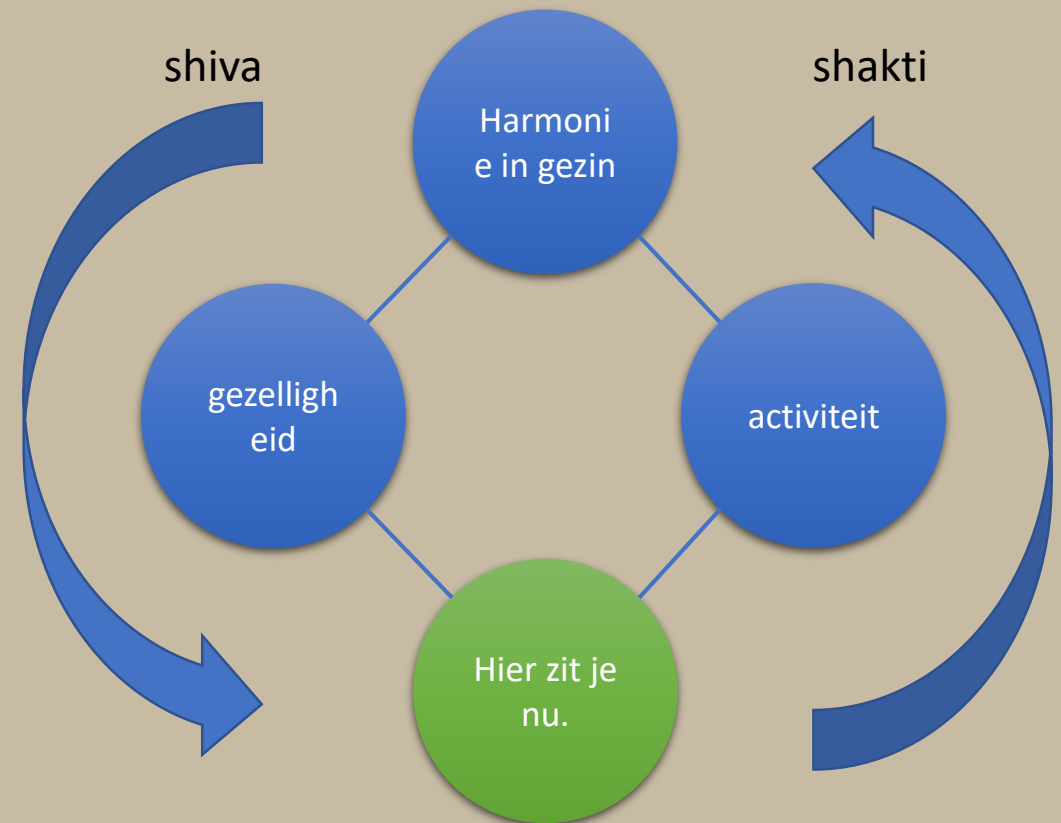 shiva
shakti
Harmoni
e in gezin
gezelligh
eid
activiteit
Hier zit je
nu.